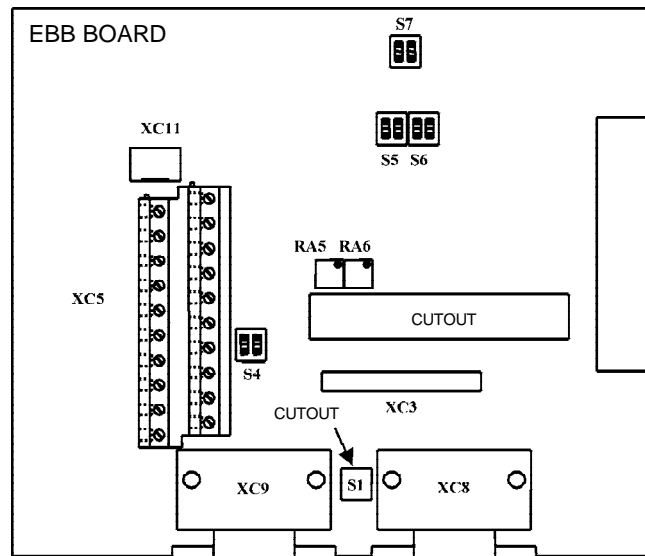 EBB BOARD
S7
XC11
S5 S6
RA5 RA6
XC5
CUTOUT
S4
XC3
CUTOUT
XC9
S1
XC8